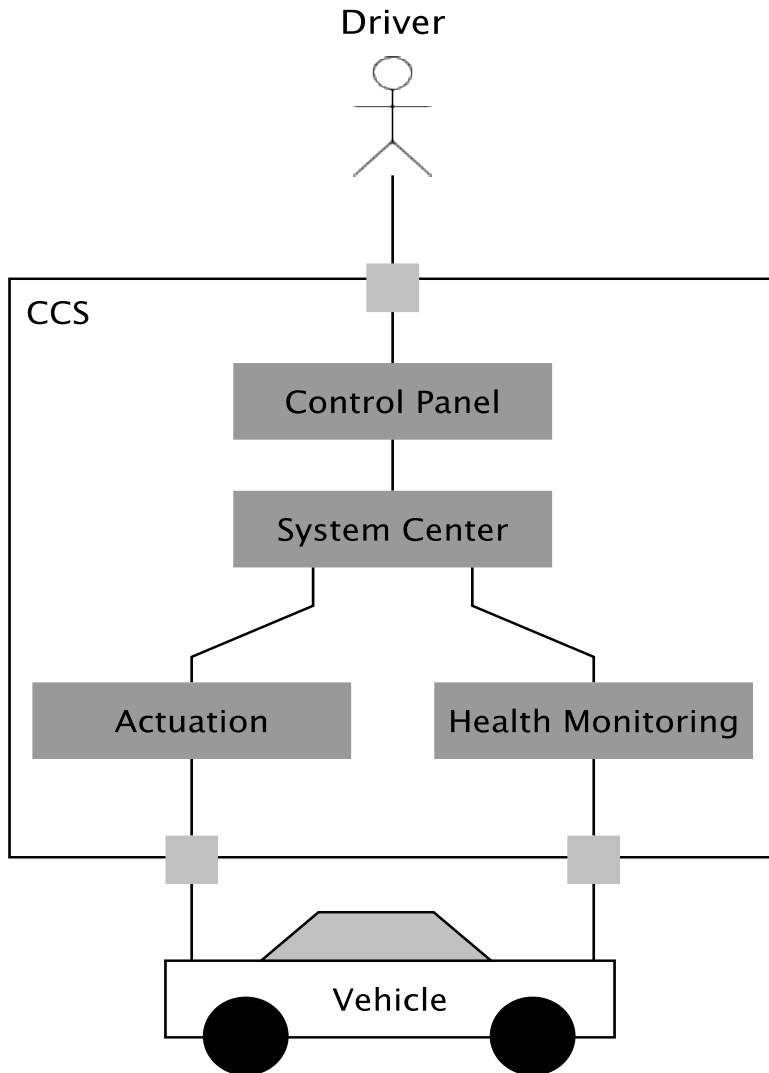 Driver
CCS
Control Panel
System Center
Actuation
Health Monitoring
Vehicle